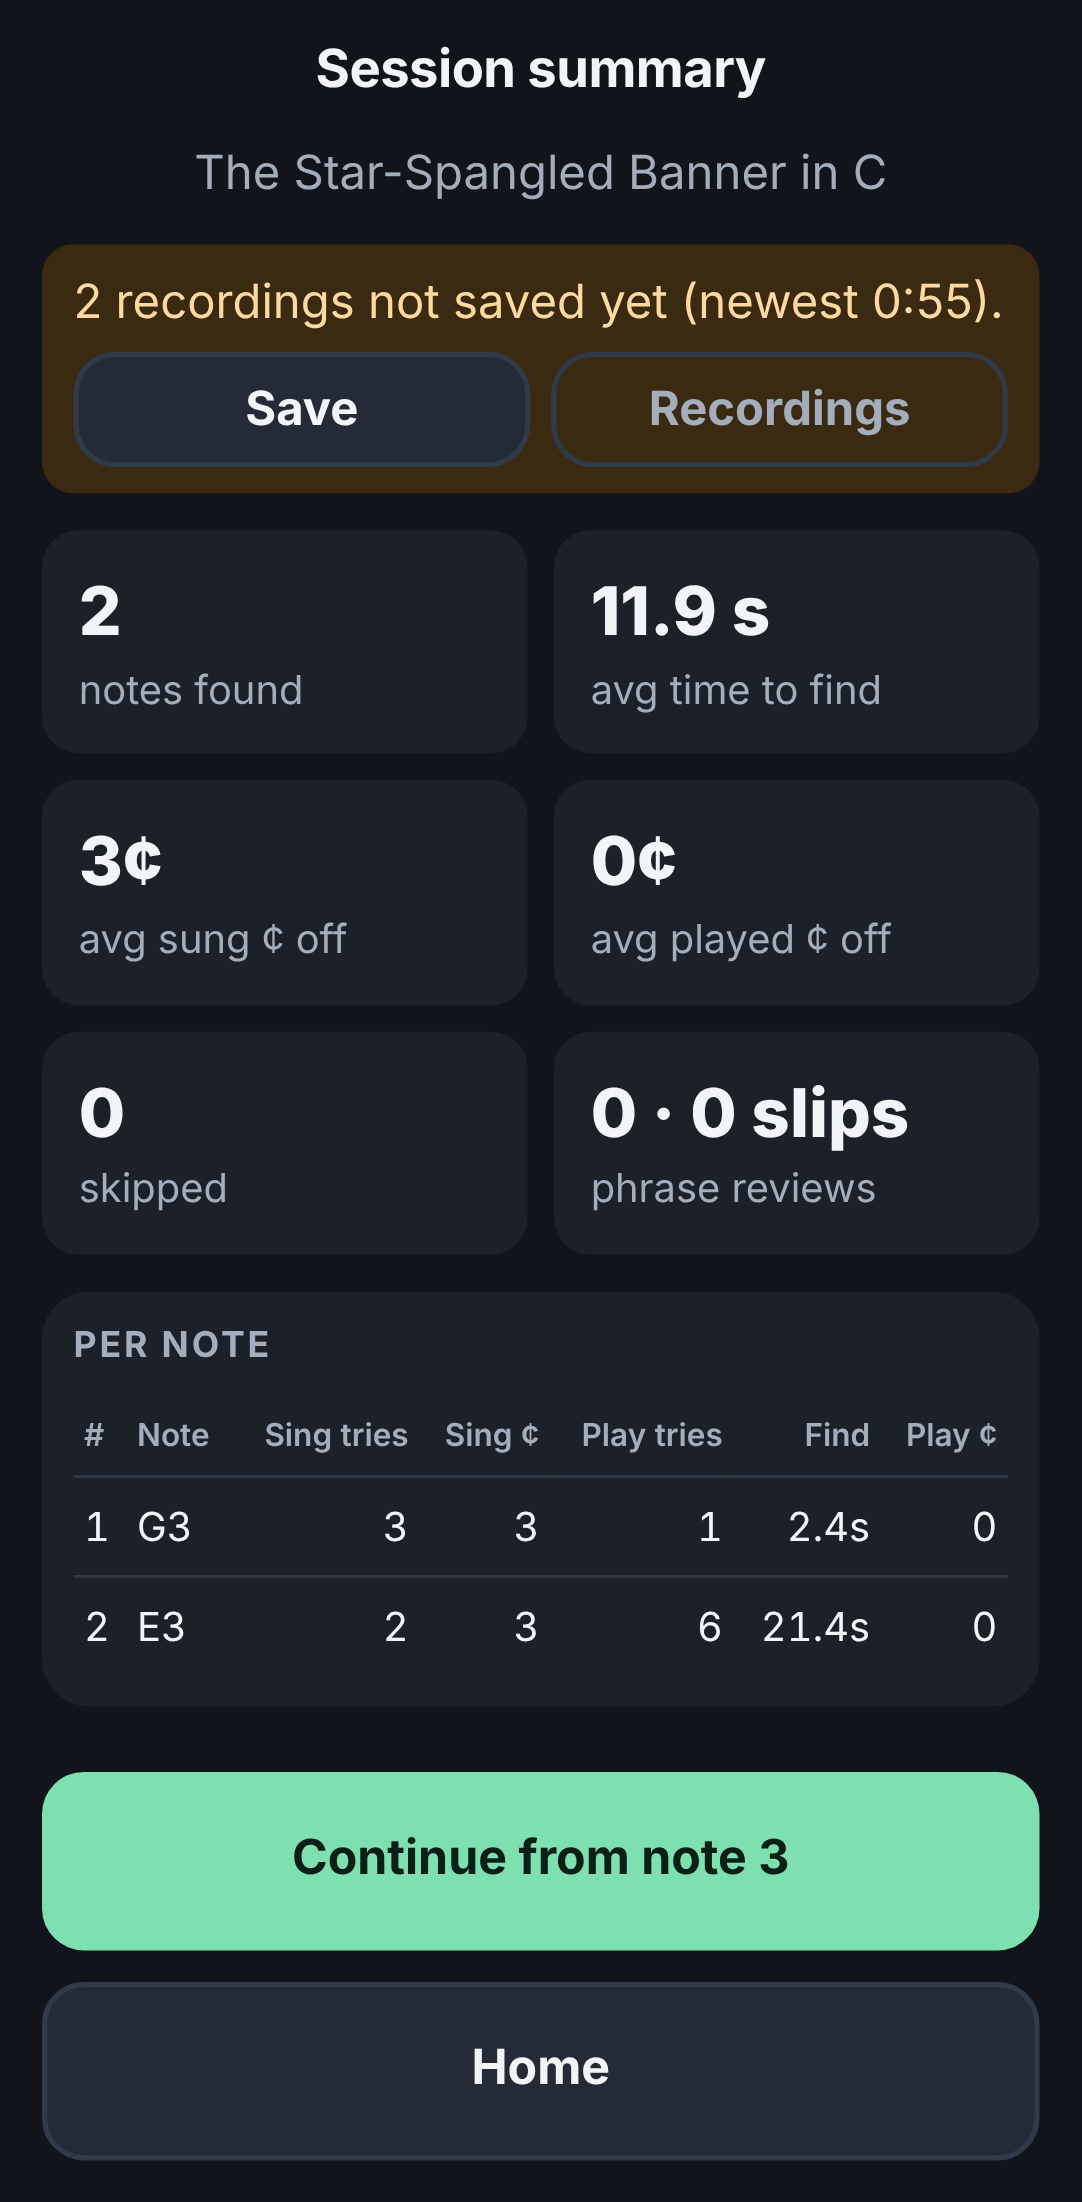 Session summary
The Star-Spangled Banner in C
2 recordings not saved yet (newest 0:55).
Save Recordings
2 11.9 s
notes found avg time to find
3¢ 0¢
avg sung ¢ off avg played ¢ off
0 0 · 0 slips
skipped phrase reviews
PER NOTE
# Note Sing tries Sing ¢ Play tries Find Play ¢
1 G3 3 3 1 2.4s 0
2 E3 2 3 6 21.4s 0
Continue from note 3
Home